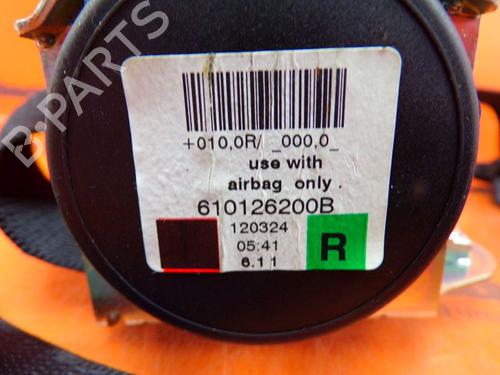 B-PARTS
+010,0R/ _000,0_
use with
airbag only .
610126200B
120324
05:41
6.11
R